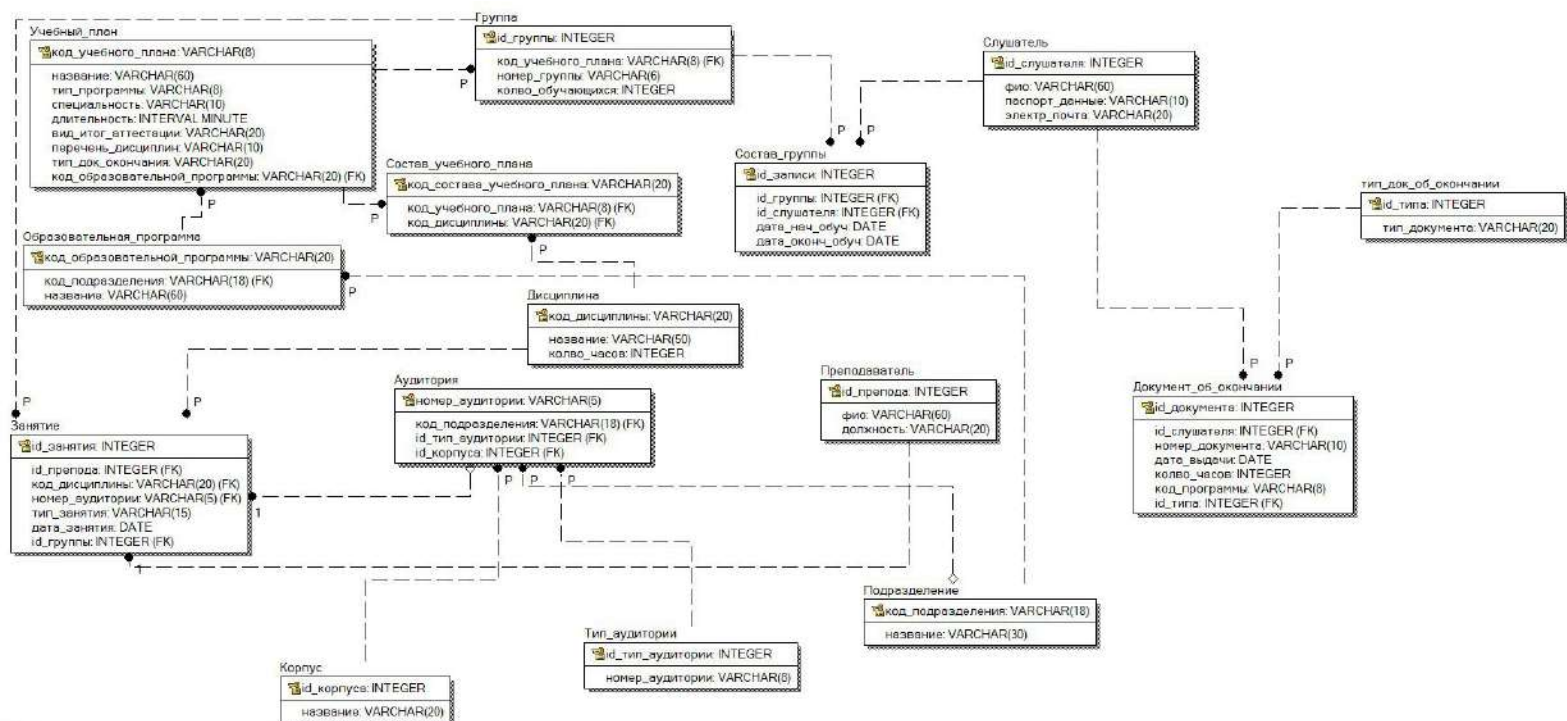 Учебный_план
код_учебного_плана: VARCHAR(8)
название: VARCHAR(60)
тип_программы: VARCHAR(8)
специальность: VARCHAR(10)
длительность: INTERVAL MINUTE
вид_итог_аттестации: VARCHAR(20)
перечень_дисциплин: VARCHAR(10)
тип_док_окончания: VARCHAR(20)
код_образовательной_программы: VARCHAR(20) (FK)
P
Группа
id_группы: INTEGER
код_учебного_плана: VARCHAR(8) (FK)
номер_группы: VARCHAR(6)
колво_обучающихся: INTEGER
P
Слушатель
id_слушателя: INTEGER
фио: VARCHAR(60)
паспорт_данные: VARCHAR(10)
электр_почта: VARCHAR(20)
P
P
Состав_учебного_плана
код_состава_учебного_плана: VARCHAR(20)
код_учебного_плана: VARCHAR(8) (FK)
код_дисциплины: VARCHAR(20) (FK)
P
P
Состав_группы
id_записи: INTEGER
id_группы: INTEGER (FK)
id_слушателя: INTEGER (FK)
дата_нач_обуч: DATE
дата_оконч_обуч: DATE
тип_док_об_окончании
id_типа: INTEGER
тип_документа: VARCHAR(20)
Образовательная_программа
код_образовательной_программы: VARCHAR(20)
код_подразделения: VARCHAR(18) (FK)
название: VARCHAR(60)
P
Дисциплина
код_дисциплины: VARCHAR(20)
название: VARCHAR(50)
колво_часов: INTEGER
P
P
Аудитория
номер_аудитории: VARCHAR(5)
код_подразделения: VARCHAR(18) (FK)
id_тип_аудитории: INTEGER (FK)
id_корпуса: INTEGER (FK)
P
P
P
Преподаватель
id_препода: INTEGER
фио: VARCHAR(60)
должность: VARCHAR(20)
P
P
Документ_об_окончании
id_документа: INTEGER
id_слушателя: INTEGER (FK)
номер_документа: VARCHAR(10)
дата_выдачи: DATE
колво_часов: INTEGER
код_программы: VARCHAR(8)
id_типа: INTEGER (FK)
Занятие
id_занятия: INTEGER
id_препода: INTEGER (FK)
код_дисциплины: VARCHAR(20) (FK)
номер_аудитории: VARCHAR(5) (FK)
тип_занятия: VARCHAR(15)
дата_занятия: DATE
id_группы: INTEGER (FK)
1
1
Подразделение
код_подразделения: VARCHAR(18)
название: VARCHAR(30)
Тип_аудитории
id_тип_аудитории: INTEGER
номер_аудитории: VARCHAR(8)
Корпус
id_корпуса: INTEGER
название: VARCHAR(20)